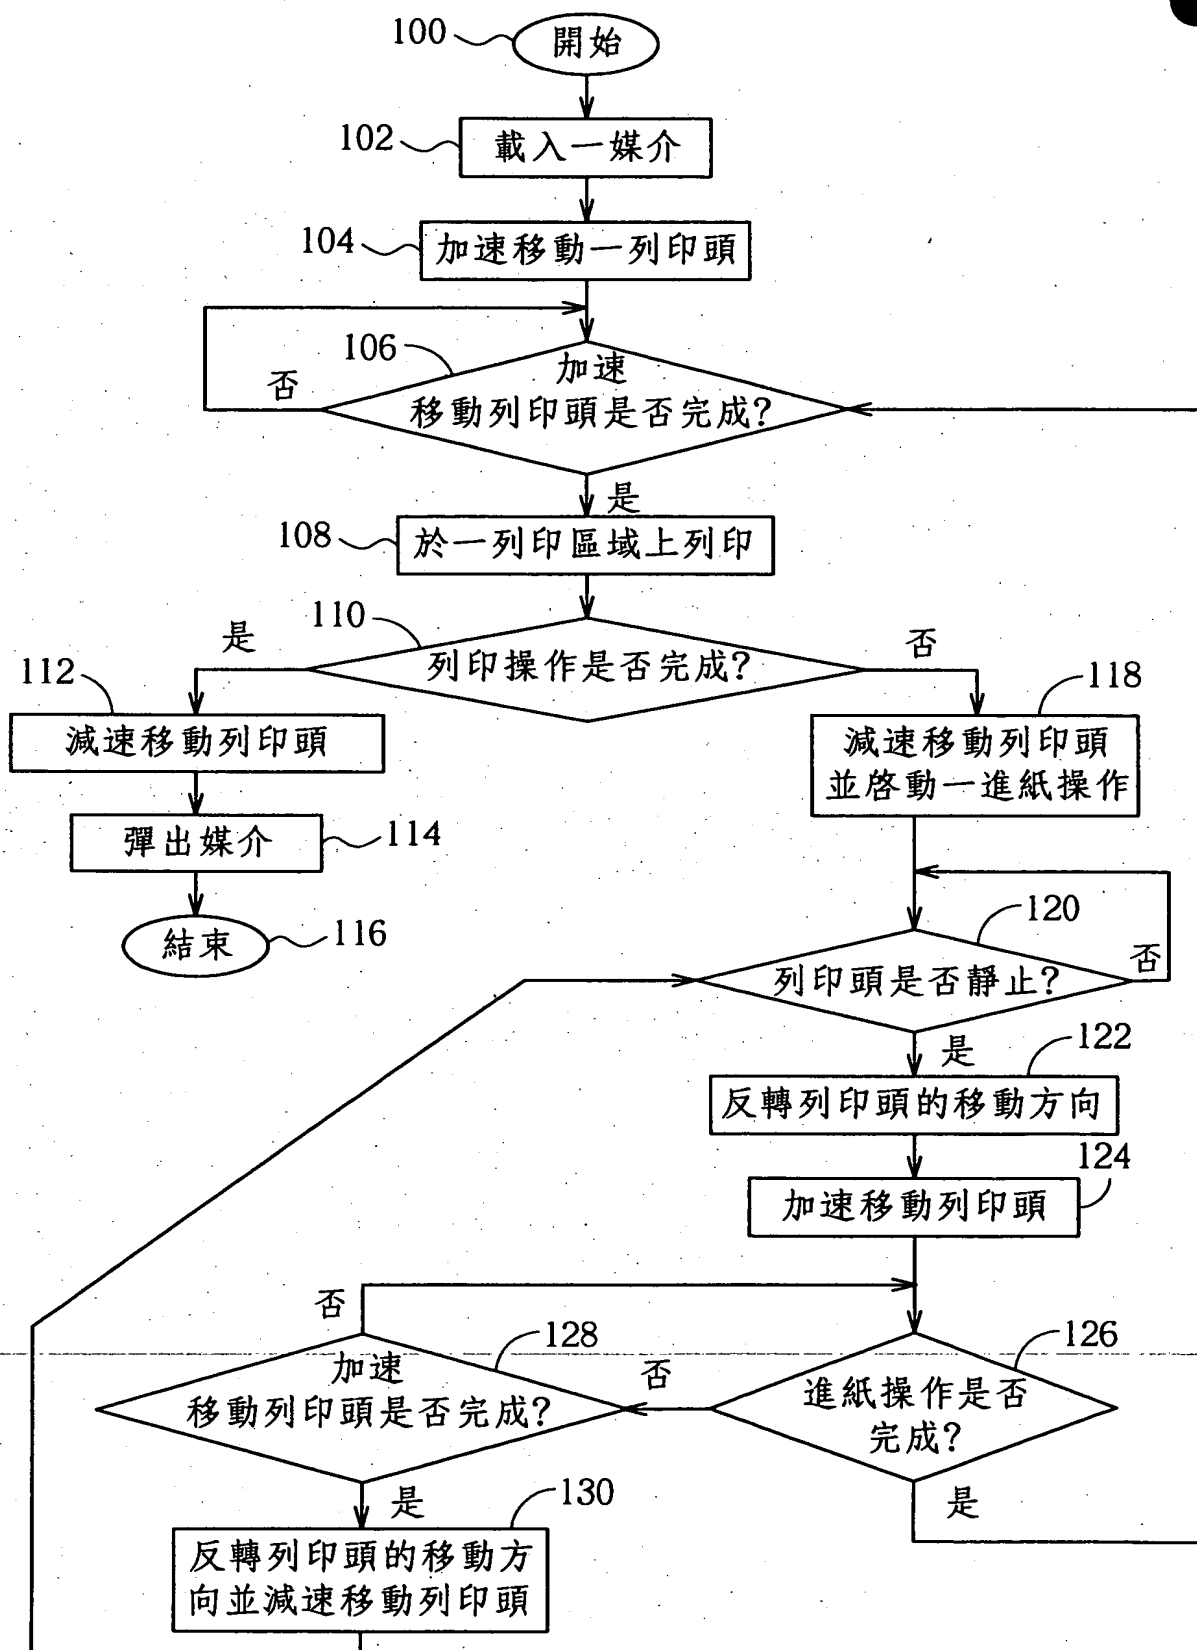 100
開始
102
載入一媒介
104
加速移動一列印頭
106
加速
移動列印頭是否完成?
否
是
108
於一列印區域上列印
110
列印操作是否完成?
是
否
112
減速移動列印頭
114
彈出媒介
116
結束
118
減速移動列印頭
並啓動一進紙操作
120
列印頭是否靜止?
否
是
122
反轉列印頭的移動方向
124
加速移動列印頭
126
進紙操作是否
完成?
否
是
128
加速
移動列印頭是否完成?
否
是
130
反轉列印頭的移動方
向並減速移動列印頭